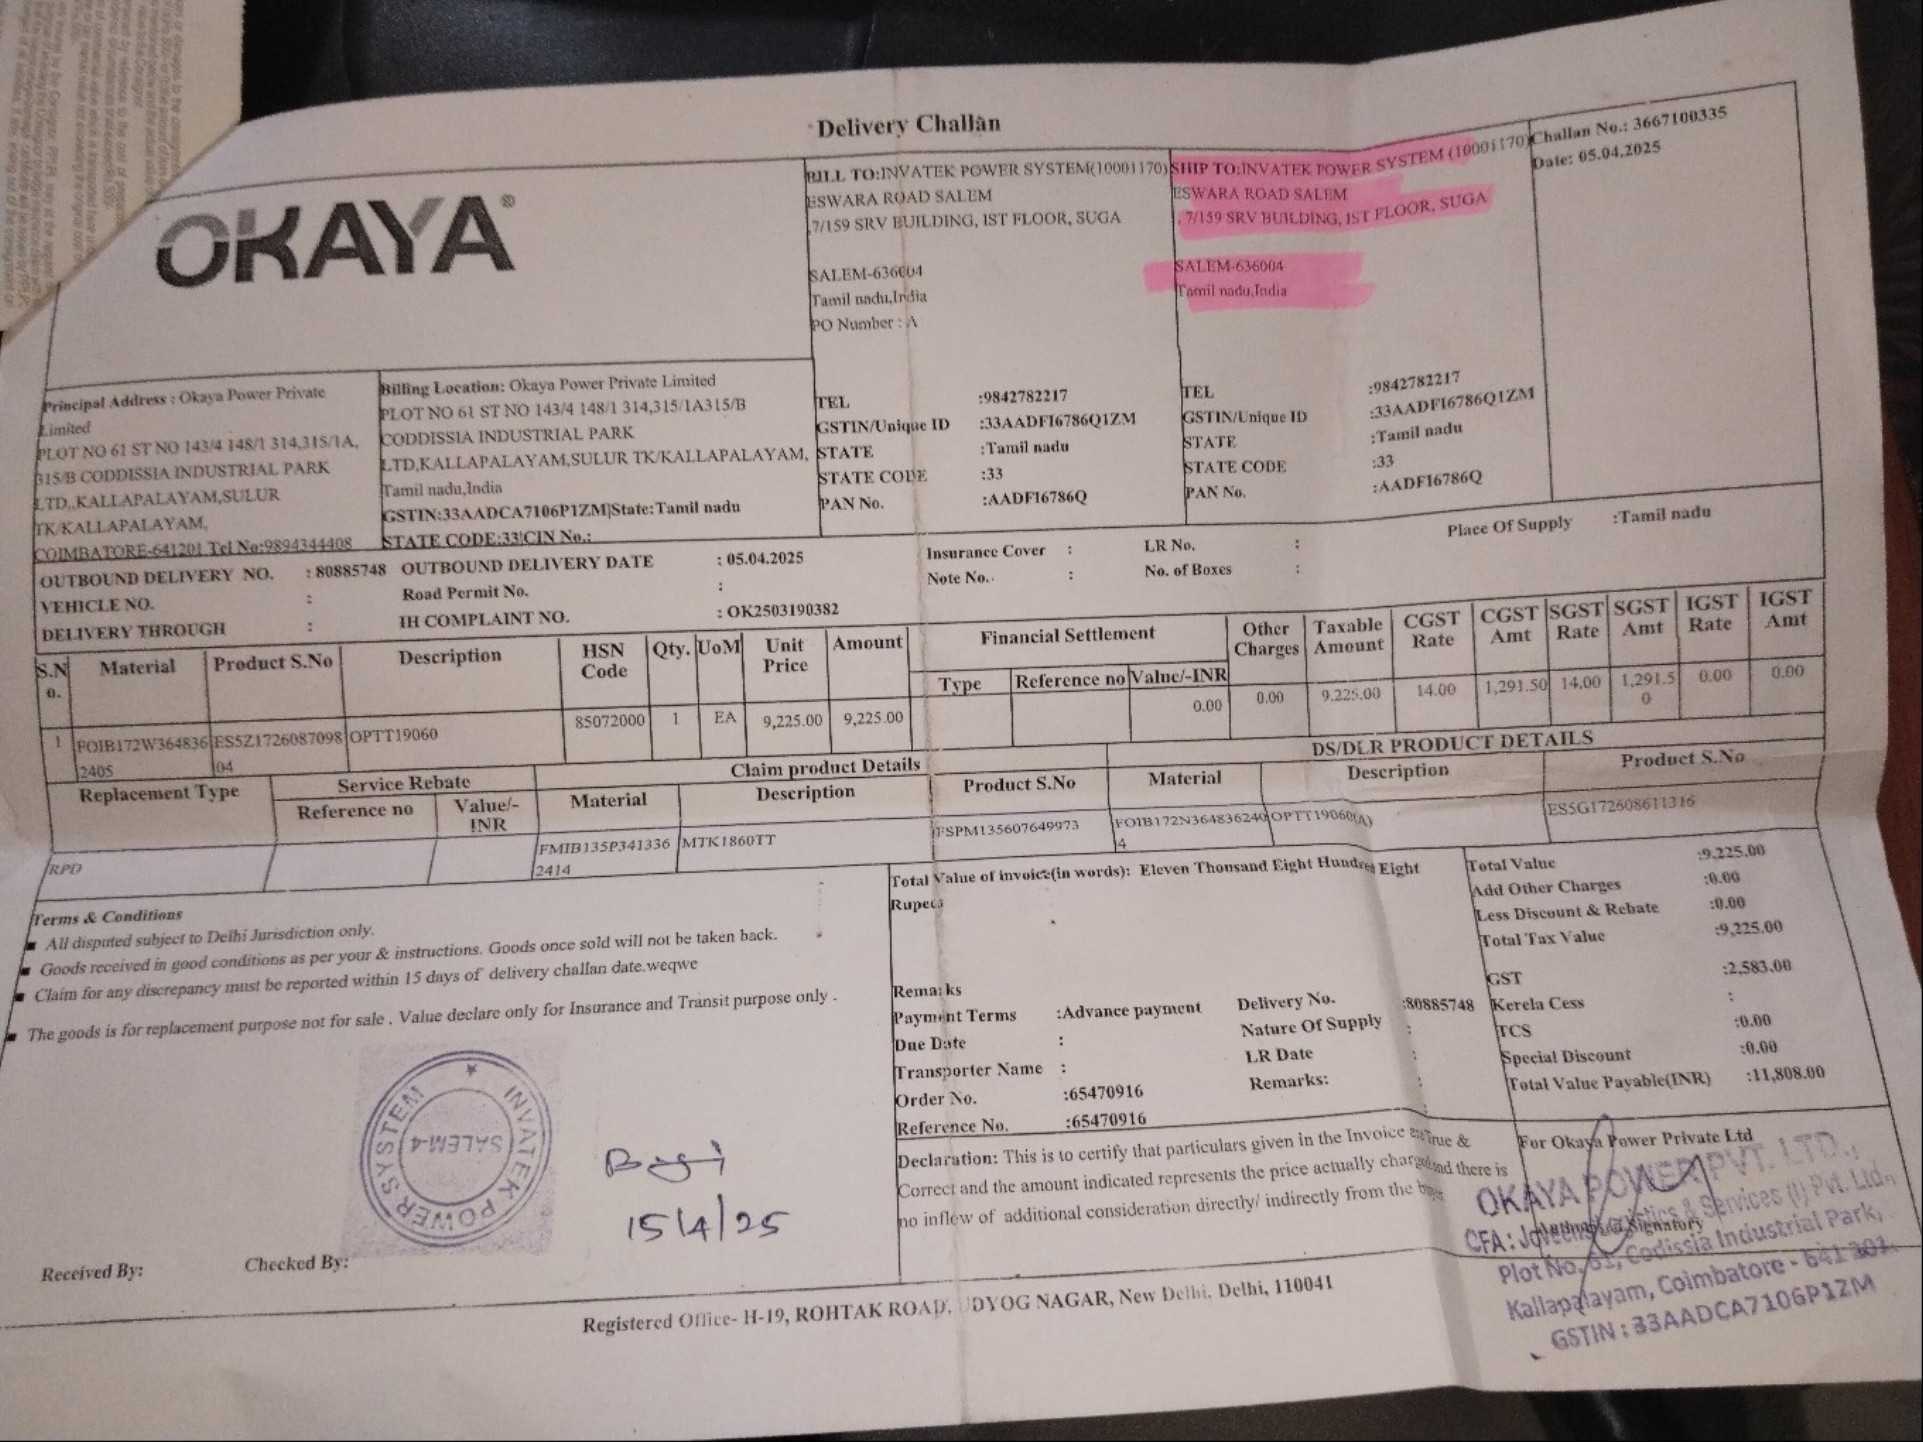 Delivery Challan
OKAYA®
BILL TO:INVATEK POWER SYSTEM(10001170)
ESWARA ROAD SALEM
,7/159 SRV BUILDING, IST FLOOR, SUGA
SALEM-636004
Tamil nadu,India
PO Number : A
SHIP TO:INVATEK POWER SYSTEM (10001170)
ESWARA ROAD SALEM
, 7/159 SRV BUILDING, IST FLOOR, SUGA
SALEM-636004
Tamil nadu,India
Challan No.: 3667100335
Date: 05.04.2025
Principal Address : Okaya Power Private
Limited
PLOT NO 61 ST NO 143/4 148/1 314,315/1A,
315/B CODDISSIA INDUSTRIAL PARK
LTD,,KALLAPALAYAM,SULUR
TK/KALLAPALAYAM,
COIMBATORE-641201 Tel No:9894344408
Billing Location: Okaya Power Private Limited
PLOT NO 61 ST NO 143/4 148/1 314,315/1A315/B
CODDISSIA INDUSTRIAL PARK
LTD,KALLAPALAYAM,SULUR TK/KALLAPALAYAM,
Tamil nadu,India
GSTIN:33AADCA7106P1ZM|State:Tamil nadu
STATE CODE:33|CIN No.:
TEL :9842782217
GSTIN/Unique ID :33AADFI6786Q1ZM
STATE :Tamil nadu
STATE CODE :33
PAN No. :AADFI6786Q
TEL :9842782217
GSTIN/Unique ID :33AADFI6786Q1ZM
STATE :Tamil nadu
STATE CODE :33
PAN No. :AADFI6786Q
OUTBOUND DELIVERY NO. : 80885748 OUTBOUND DELIVERY DATE : 05.04.2025
Insurance Cover : LR No. : Place Of Supply :Tamil nadu
VEHICLE NO. : Road Permit No. :
Note No.. : No. of Boxes :
DELIVERY THROUGH : IH COMPLAINT NO. : OK2503190382
S.N
o.
Material Product S.No Description HSN
Code
Qty. UoM Unit
Price
Amount Financial Settlement
Type Reference no Value/-INR
Other
Charges
Taxable
Amount
CGST
Rate
CGST
Amt
SGST
Rate
SGST
Amt
IGST
Rate
IGST
Amt
1 FOIB172W364836 ES5Z1726087098 OPTT19060 85072000 1 EA 9,225.00 9,225.00 0.00 0.00 9,225.00 14.00 1,291.50 14.00 1,291.5 0.00 0.00
2405 04 0
Replacement Type Service Rebate Claim product Details DS/DLR PRODUCT DETAILS
Reference no Value/-
INR
Material Description Product S.No Material Description Product S.No
RPD FMIB135P341336 MTK1860TT FSPM135607649973 FOIB172N364836240 OPTT19060(A) ES5G172608611316
2414 4
Terms & Conditions
■ All disputed subject to Delhi Jurisdiction only.
■ Goods received in good conditions as per your & instructions. Goods once sold will not be taken back.
■ Claim for any discrepancy must be reported within 15 days of delivery challan date.weqwe
■ The goods is for replacement purpose not for sale . Value declare only for Insurance and Transit purpose only .
Total Value of invoice(in words): Eleven Thousand Eight Hundred Eight
Rupees
Total Value :9,225.00
Add Other Charges :0.00
Less Discount & Rebate :0.00
Total Tax Value :9,225.00
GST :2,583.00
Kerela Cess :
TCS :0.00
Special Discount :0.00
Total Value Payable(INR) :11,808.00
Remarks
Payment Terms :Advance payment
Due Date :
Transporter Name :
Order No. :65470916
Reference No. :65470916
Delivery No. :80885748
Nature Of Supply :
LR Date :
Remarks: :
INVATEK POWER SYSTEM
SALEM-4
15/4/25
Received By: Checked By:
Declaration: This is to certify that particulars given in the Invoice are True &
Correct and the amount indicated represents the price actually charged and there is
no inflew of additional consideration directly/ indirectly from the
For Okaya Power Private Ltd
Authorised Signatory
OKAYA POWER PVT. LTD.,
CFA: Logistics & Services (I) Pvt. Ltd.
Plot No. 61, Codissia Industrial Park,
Kallapalayam, Coimbatore - 641 201.
GSTIN : 33AADCA7106P1ZM
Registered Office- H-19, ROHTAK ROAD, UDYOG NAGAR, New Delhi, Delhi, 110041